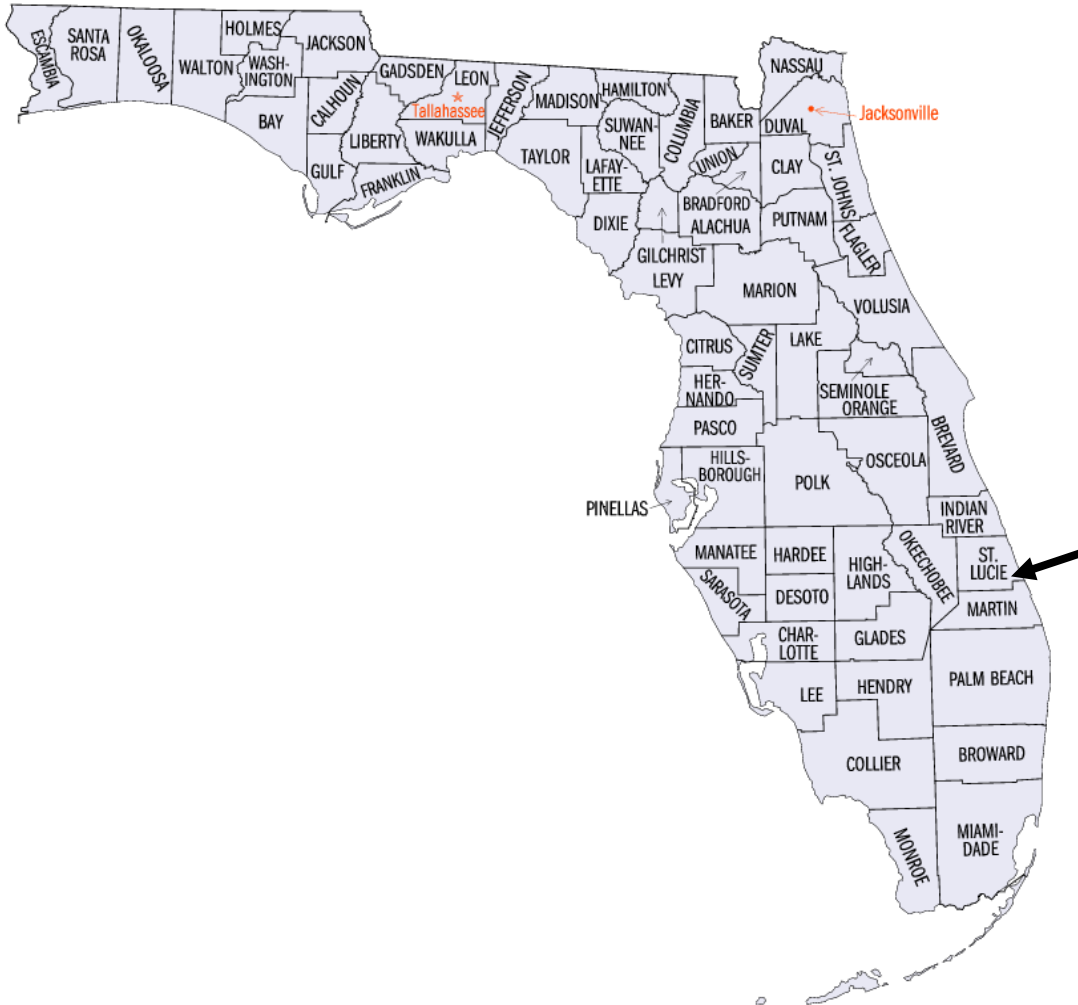 ESCAMBIA
SANTA
ROSA
OKALOOSA
WALTON
HOLMES
WASH-
INGTON
JACKSON
BAY
CALHOUN
GULF
LIBERTY
GADSDEN
FRANKLIN
LEON
Tallahassee
WAKULLA
JEFFERSON
MADISON
TAYLOR
HAMILTON
SUWAN-
NEE
LAFAY-
ETTE
DIXIE
COLUMBIA
BAKER
NASSAU
Jacksonville
DUVAL
UNION
BRADFORD
CLAY
ST. JOHNS
ALACHUA
PUTNAM
FLAGLER
GILCHRIST
LEVY
MARION
VOLUSIA
CITRUS
SUMTER
LAKE
HER-
NANDO
SEMINOLE
ORANGE
PASCO
BREVARD
HILLS-
BOROUGH
POLK
OSCEOLA
PINELLAS
INDIAN
RIVER
MANATEE
HARDEE
HIGH-
LANDS
OKEECHOBEE
ST.
LUCIE
SARASOTA
DESOTO
MARTIN
CHAR-
LOTTE
GLADES
LEE
HENDRY
PALM BEACH
COLLIER
BROWARD
MONROE
MIAMI-
DADE